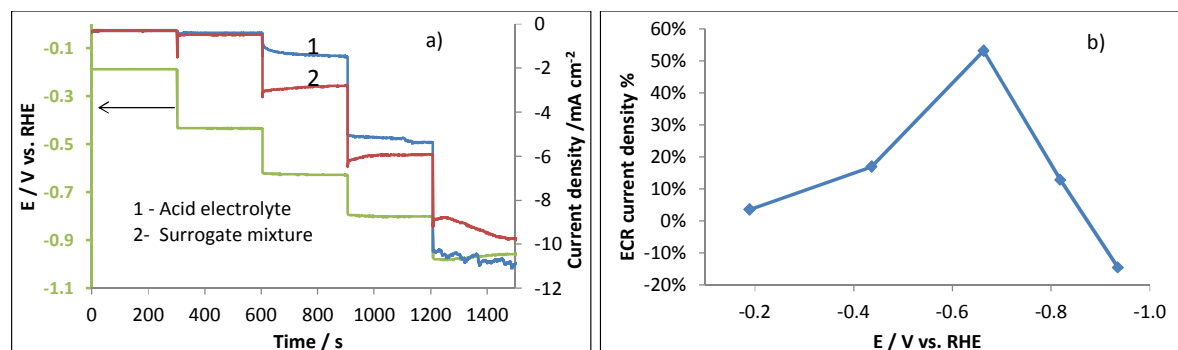 a)
1
2
1 - Acid electrolyte
2- Surrogate mixture
E / V vs. RHE
-0.1
-0.3
-0.5
-0.7
-0.9
-1.1
0
-2
-4
-6
-8
-10
-12
Current density /mA cm-2
0 200 400 600 800 1000 1200 1400
Time / s
b)
ECR current density %
60%
50%
40%
30%
20%
10%
0%
-10%
-20%
-0.2 -0.4 -0.6 -0.8 -1.0
E / V vs. RHE